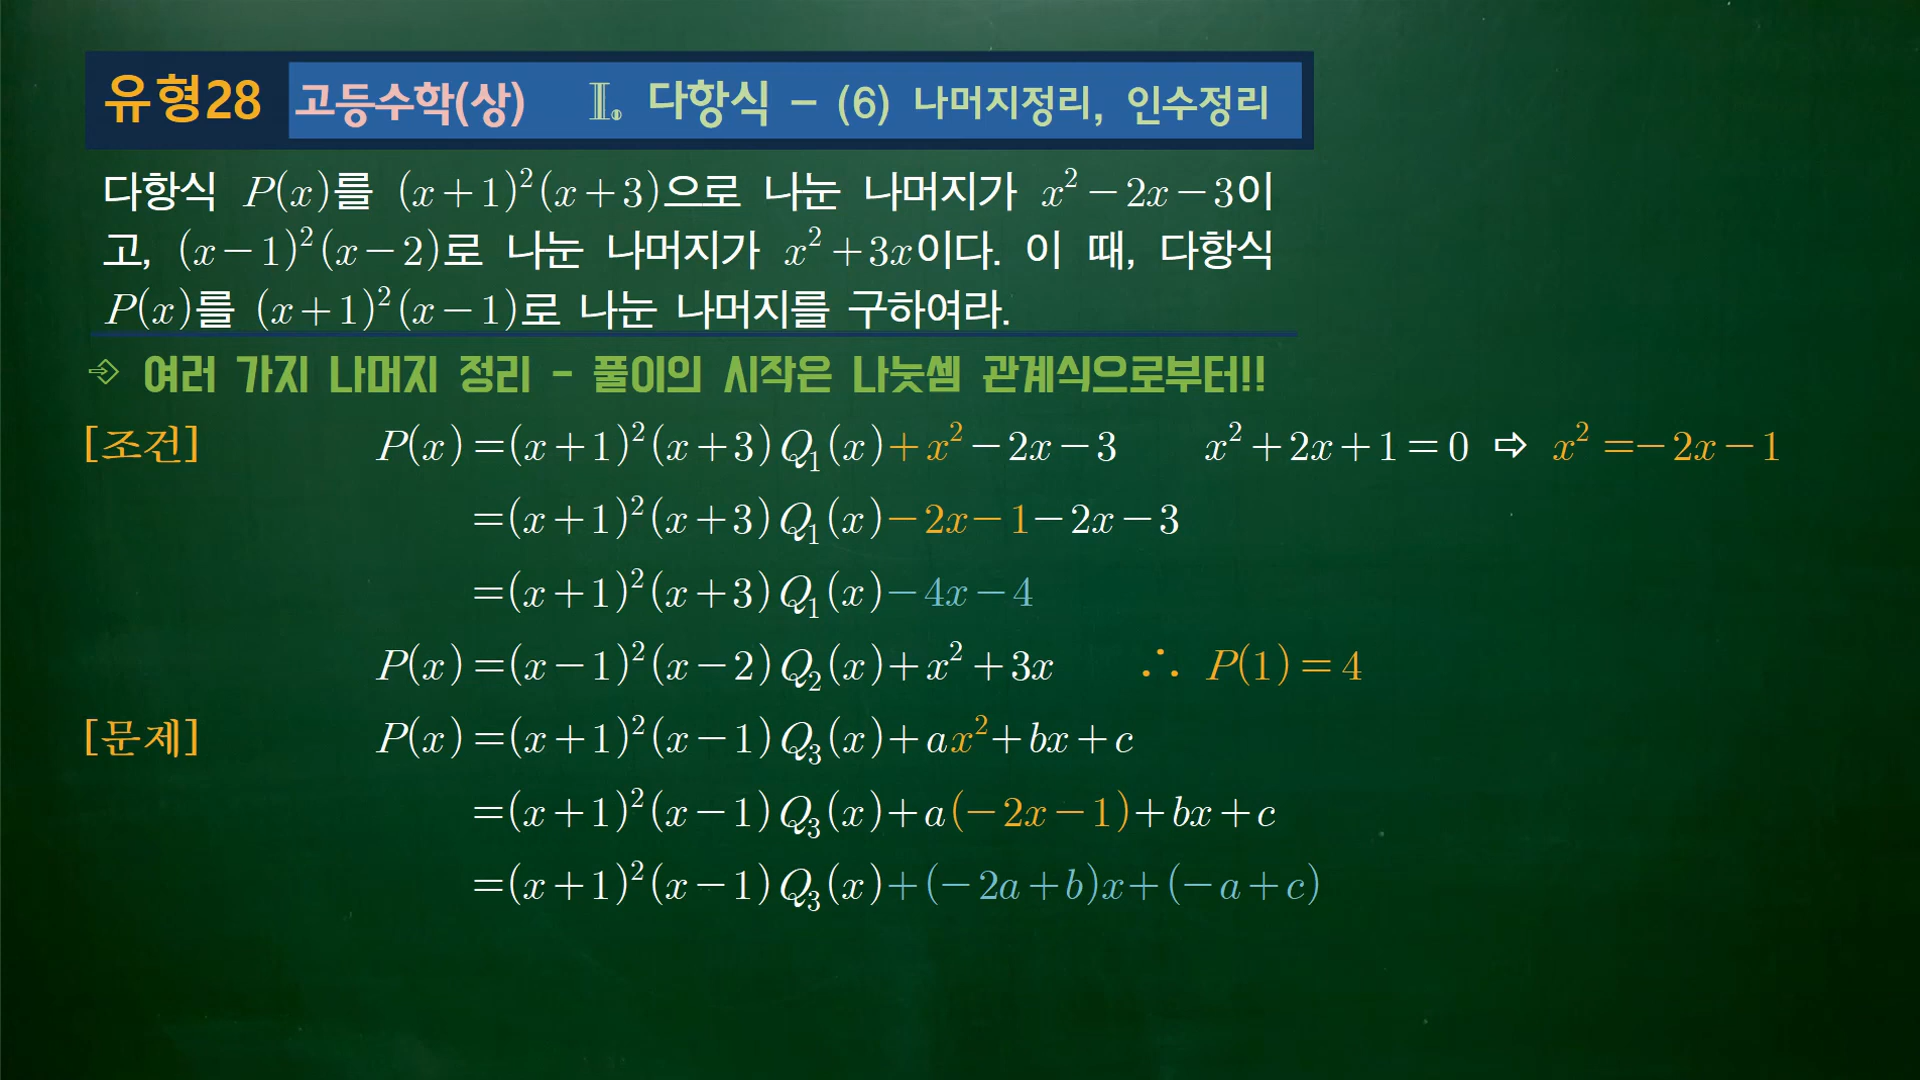 유형28 고등수학(상) Ⅰ. 다항식 - (6) 나머지정리, 인수정리
다항식 P(x)를 (x+1)²(x+3)으로 나눈 나머지가 x²-2x-3이
고, (x-1)²(x-2)로 나눈 나머지가 x²+3x이다. 이 때, 다항식
P(x)를 (x+1)²(x-1)로 나눈 나머지를 구하여라.
➩ 여러 가지 나머지 정리 - 풀이의 시작은 나눗셈 관계식으로부터!!
[조건] P(x)=(x+1)²(x+3)Q₁(x)+x²-2x-3 x²+2x+1=0 ⇨ x²=-2x-1
=(x+1)²(x+3)Q₁(x)-2x-1-2x-3
=(x+1)²(x+3)Q₁(x)-4x-4
P(x)=(x-1)²(x-2)Q₂(x)+x²+3x ∴ P(1)=4
[문제] P(x)=(x+1)²(x-1)Q₃(x)+ax²+bx+c
=(x+1)²(x-1)Q₃(x)+a(-2x-1)+bx+c
=(x+1)²(x-1)Q₃(x)+(-2a+b)x+(-a+c)